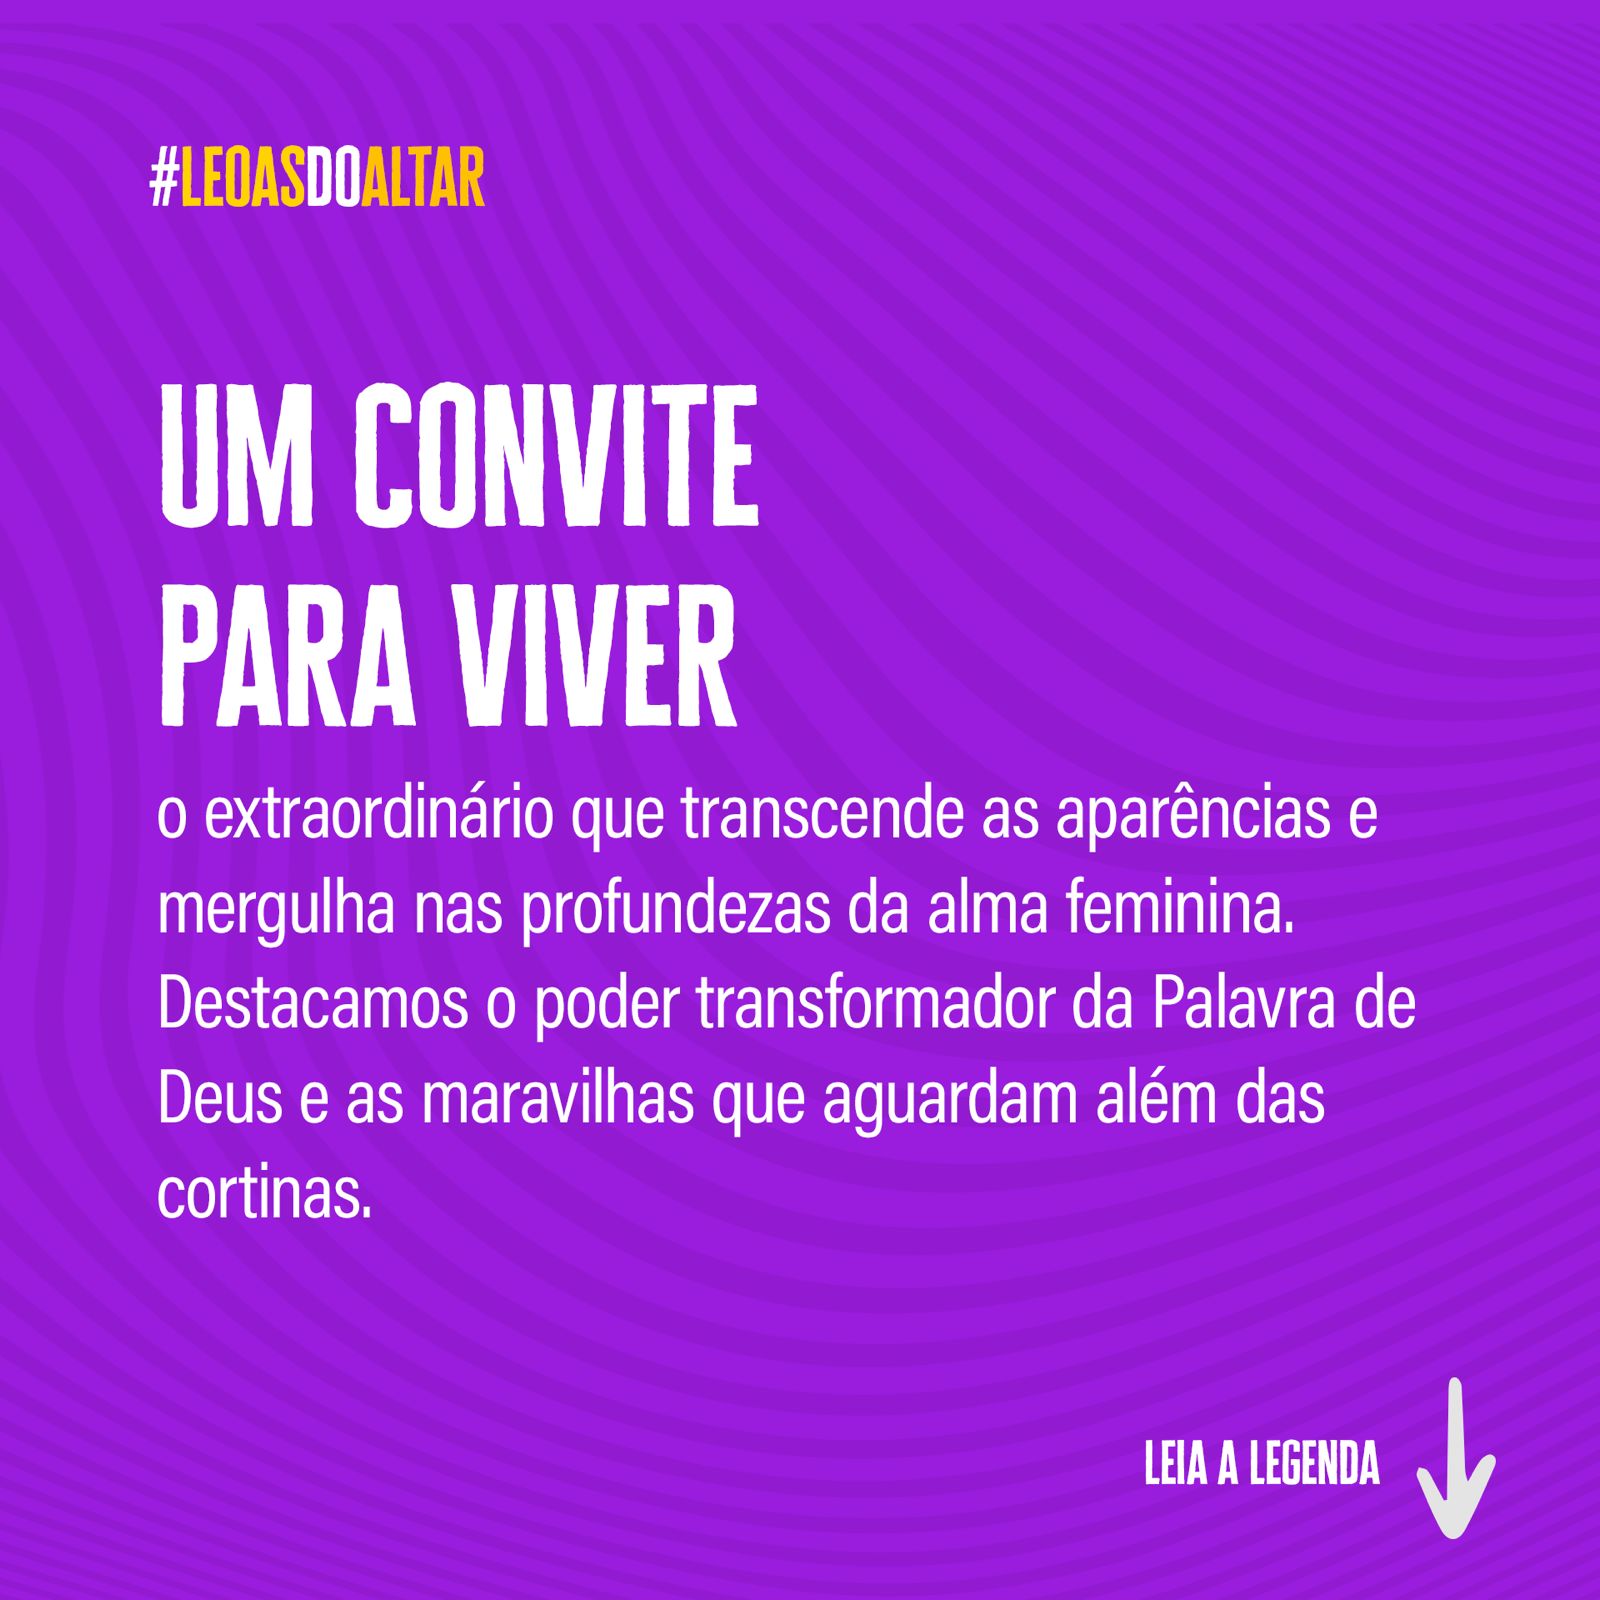 #LEOASDOALTAR
UM CONVITE
PARA VIVER
o extraordinário que transcende as aparências e
mergulha nas profundezas da alma feminina.
Destacamos o poder transformador da Palavra de
Deus e as maravilhas que aguardam além das
cortinas.
LEIA A LEGENDA